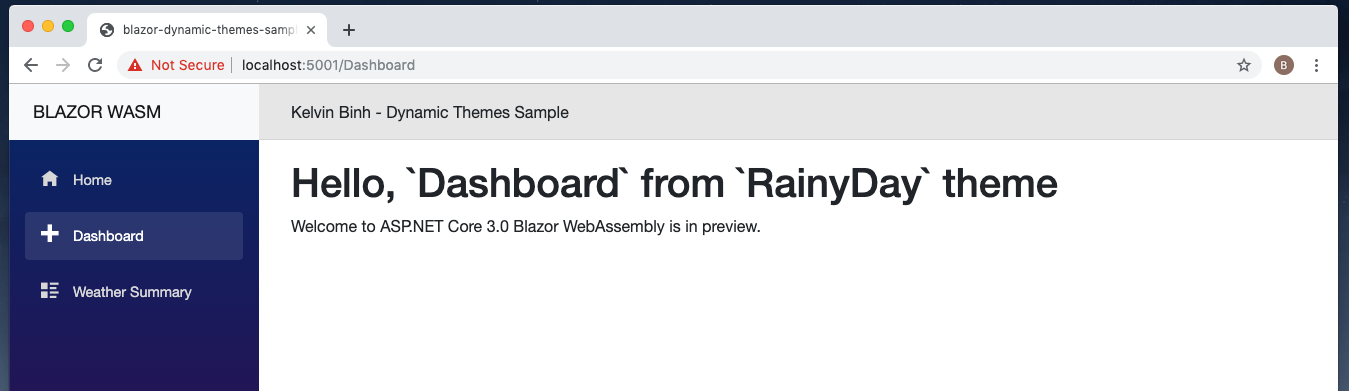 blazor-dynamic-themes-samp
Not Secure localhost:5001/Dashboard
B
BLAZOR WASM
Kelvin Binh - Dynamic Themes Sample
Home
Dashboard
Weather Summary
Hello, `Dashboard` from `RainyDay` theme
Welcome to ASP.NET Core 3.0 Blazor WebAssembly is in preview.